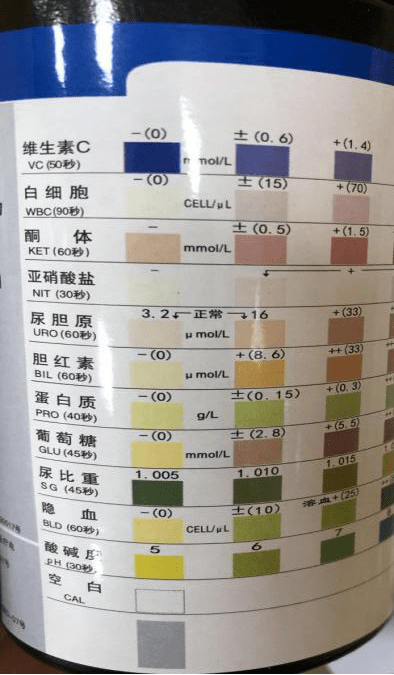 -(0) ±(0.6) +(1.4)
维生素C
VC(50秒) mmol/L
-(0) ±(15) +(70)
白细胞
WBC(90秒) CELL/μL
- ±(0.5) +(1.5)
酮 体
KET(60秒) mmol/L
- +
亚硝酸盐
NIT(30秒)
3.2 正常 16 +(33)
尿胆原
URO(60秒) μmol/L
-(0) +(8.6) ++(33)
胆红素
BIL(60秒) μmol/L
-(0) ±(0.15) +(0.3)
蛋白质
PRO(40秒) g/L
-(0) ±(2.8) +(5.5)
葡萄糖
GLU(45秒) mmol/L
1.005 1.010 1.015
尿比重
SG(45秒)
-(0) ±(10) 溶血+(25)
隐 血
BLD(60秒) CELL/μL
5 6 7
酸碱度
pH(30秒)
空 白
CAL